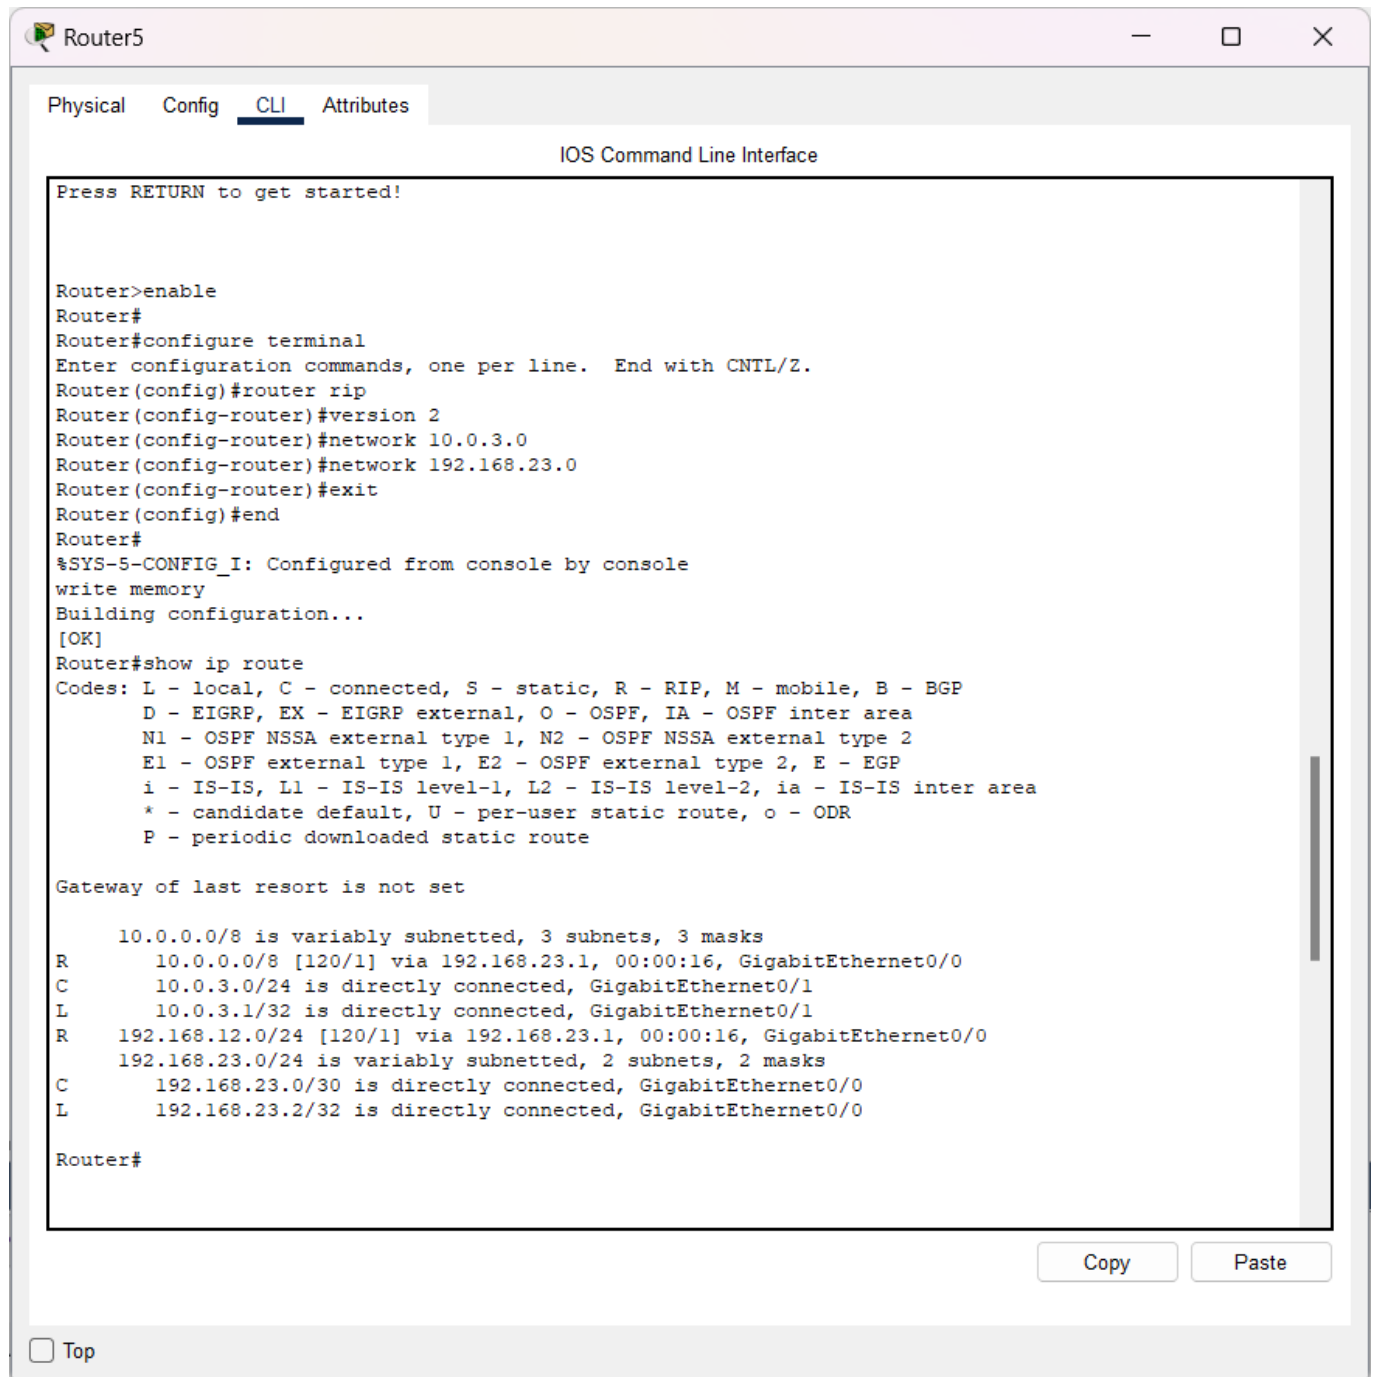 Router5
Physical Config CLI Attributes
IOS Command Line Interface
Press RETURN to get started!
Router>enable
Router#
Router#configure terminal
Enter configuration commands, one per line.  End with CNTL/Z.
Router(config)#router rip
Router(config-router)#version 2
Router(config-router)#network 10.0.3.0
Router(config-router)#network 192.168.23.0
Router(config-router)#exit
Router(config)#end
Router#
%SYS-5-CONFIG_I: Configured from console by console
write memory
Building configuration...
[OK]
Router#show ip route
Codes: L - local, C - connected, S - static, R - RIP, M - mobile, B - BGP
       D - EIGRP, EX - EIGRP external, O - OSPF, IA - OSPF inter area
       N1 - OSPF NSSA external type 1, N2 - OSPF NSSA external type 2
       E1 - OSPF external type 1, E2 - OSPF external type 2, E - EGP
       i - IS-IS, L1 - IS-IS level-1, L2 - IS-IS level-2, ia - IS-IS inter area
       * - candidate default, U - per-user static route, o - ODR
       P - periodic downloaded static route
Gateway of last resort is not set
     10.0.0.0/8 is variably subnetted, 3 subnets, 3 masks
R       10.0.0.0/8 [120/1] via 192.168.23.1, 00:00:16, GigabitEthernet0/0
C       10.0.3.0/24 is directly connected, GigabitEthernet0/1
L       10.0.3.1/32 is directly connected, GigabitEthernet0/1
R    192.168.12.0/24 [120/1] via 192.168.23.1, 00:00:16, GigabitEthernet0/0
     192.168.23.0/24 is variably subnetted, 2 subnets, 2 masks
C       192.168.23.0/30 is directly connected, GigabitEthernet0/0
L       192.168.23.2/32 is directly connected, GigabitEthernet0/0
Router#
Copy Paste
Top